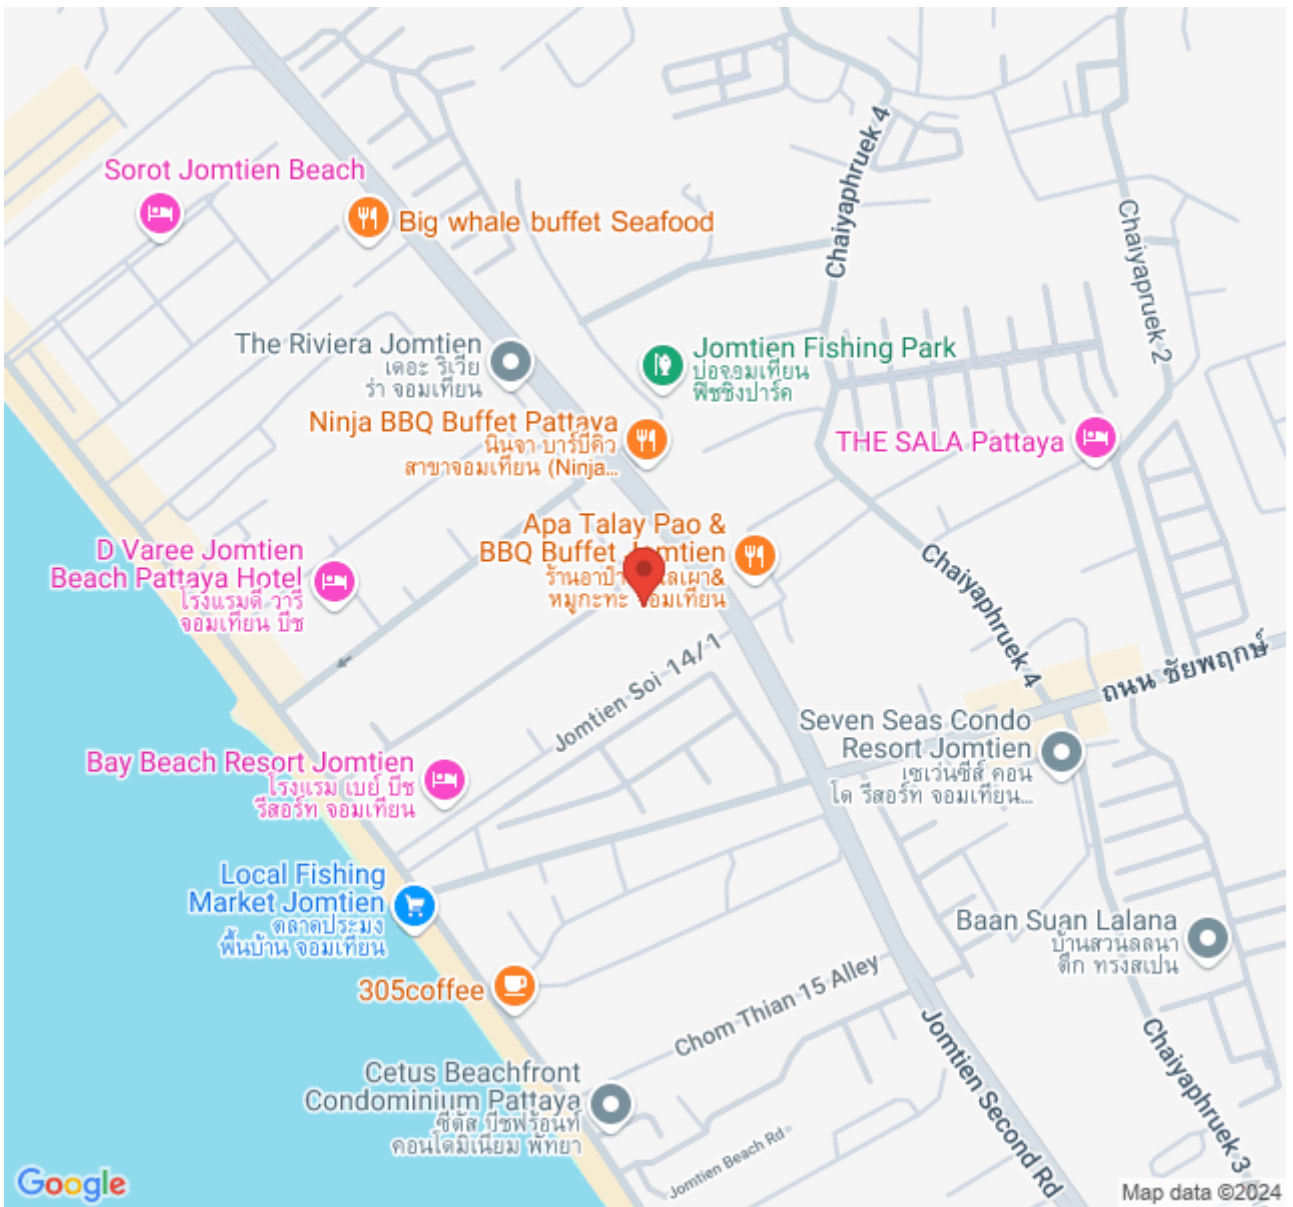 Chaiyaphruek 4
Sorot Jomtien Beach
Big whale buffet Seafood
Chaiyapruek 2
The Riviera Jomtien
เดอะ ริเวีย
ร่า จอมเทียน
Jomtien Fishing Park
บ่อจอมเทียน
ฟิชชิ่งปาร์ค
Ninja BBQ Buffet Pattaya
นินจา บาร์บีคิว
สาขาจอมเทียน (Ninja...
THE SALA Pattaya
Apa Talay Pao &
BBQ Buffet Jomtien
หมูกะทะ จอมเทียน
D Varee Jomtien
Beach Pattaya Hotel
โรงแรมดี วารี
จอมเทียน บีช
Chaiyaphruek 4
ถนน ชัยพฤกษ์
Jomtien Soi 14/1
Seven Seas Condo
Resort Jomtien
เซเว่นซีส์ คอน
โด รีสอร์ท จอมเทียน...
Bay Beach Resort Jomtien
โรงแรม เบย์ บีช
รีสอร์ท จอมเทียน
Local Fishing
Market Jomtien
ตลาดประมง
พื้นบ้าน จอมเทียน
Baan Suan Lalana
บ้านสวนลลนา
ตึก ทรงสเปน
305coffee
Chom Thian 15 Alley
Jomtien Second Rd
Chaiyaphruek 3
Cetus Beachfront
Condominium Pattaya
ซีตัส บีชฟร้อนท์
คอนโดมิเนียม พัทยา
Jomtien Beach Rd
Google
Map data ©2024